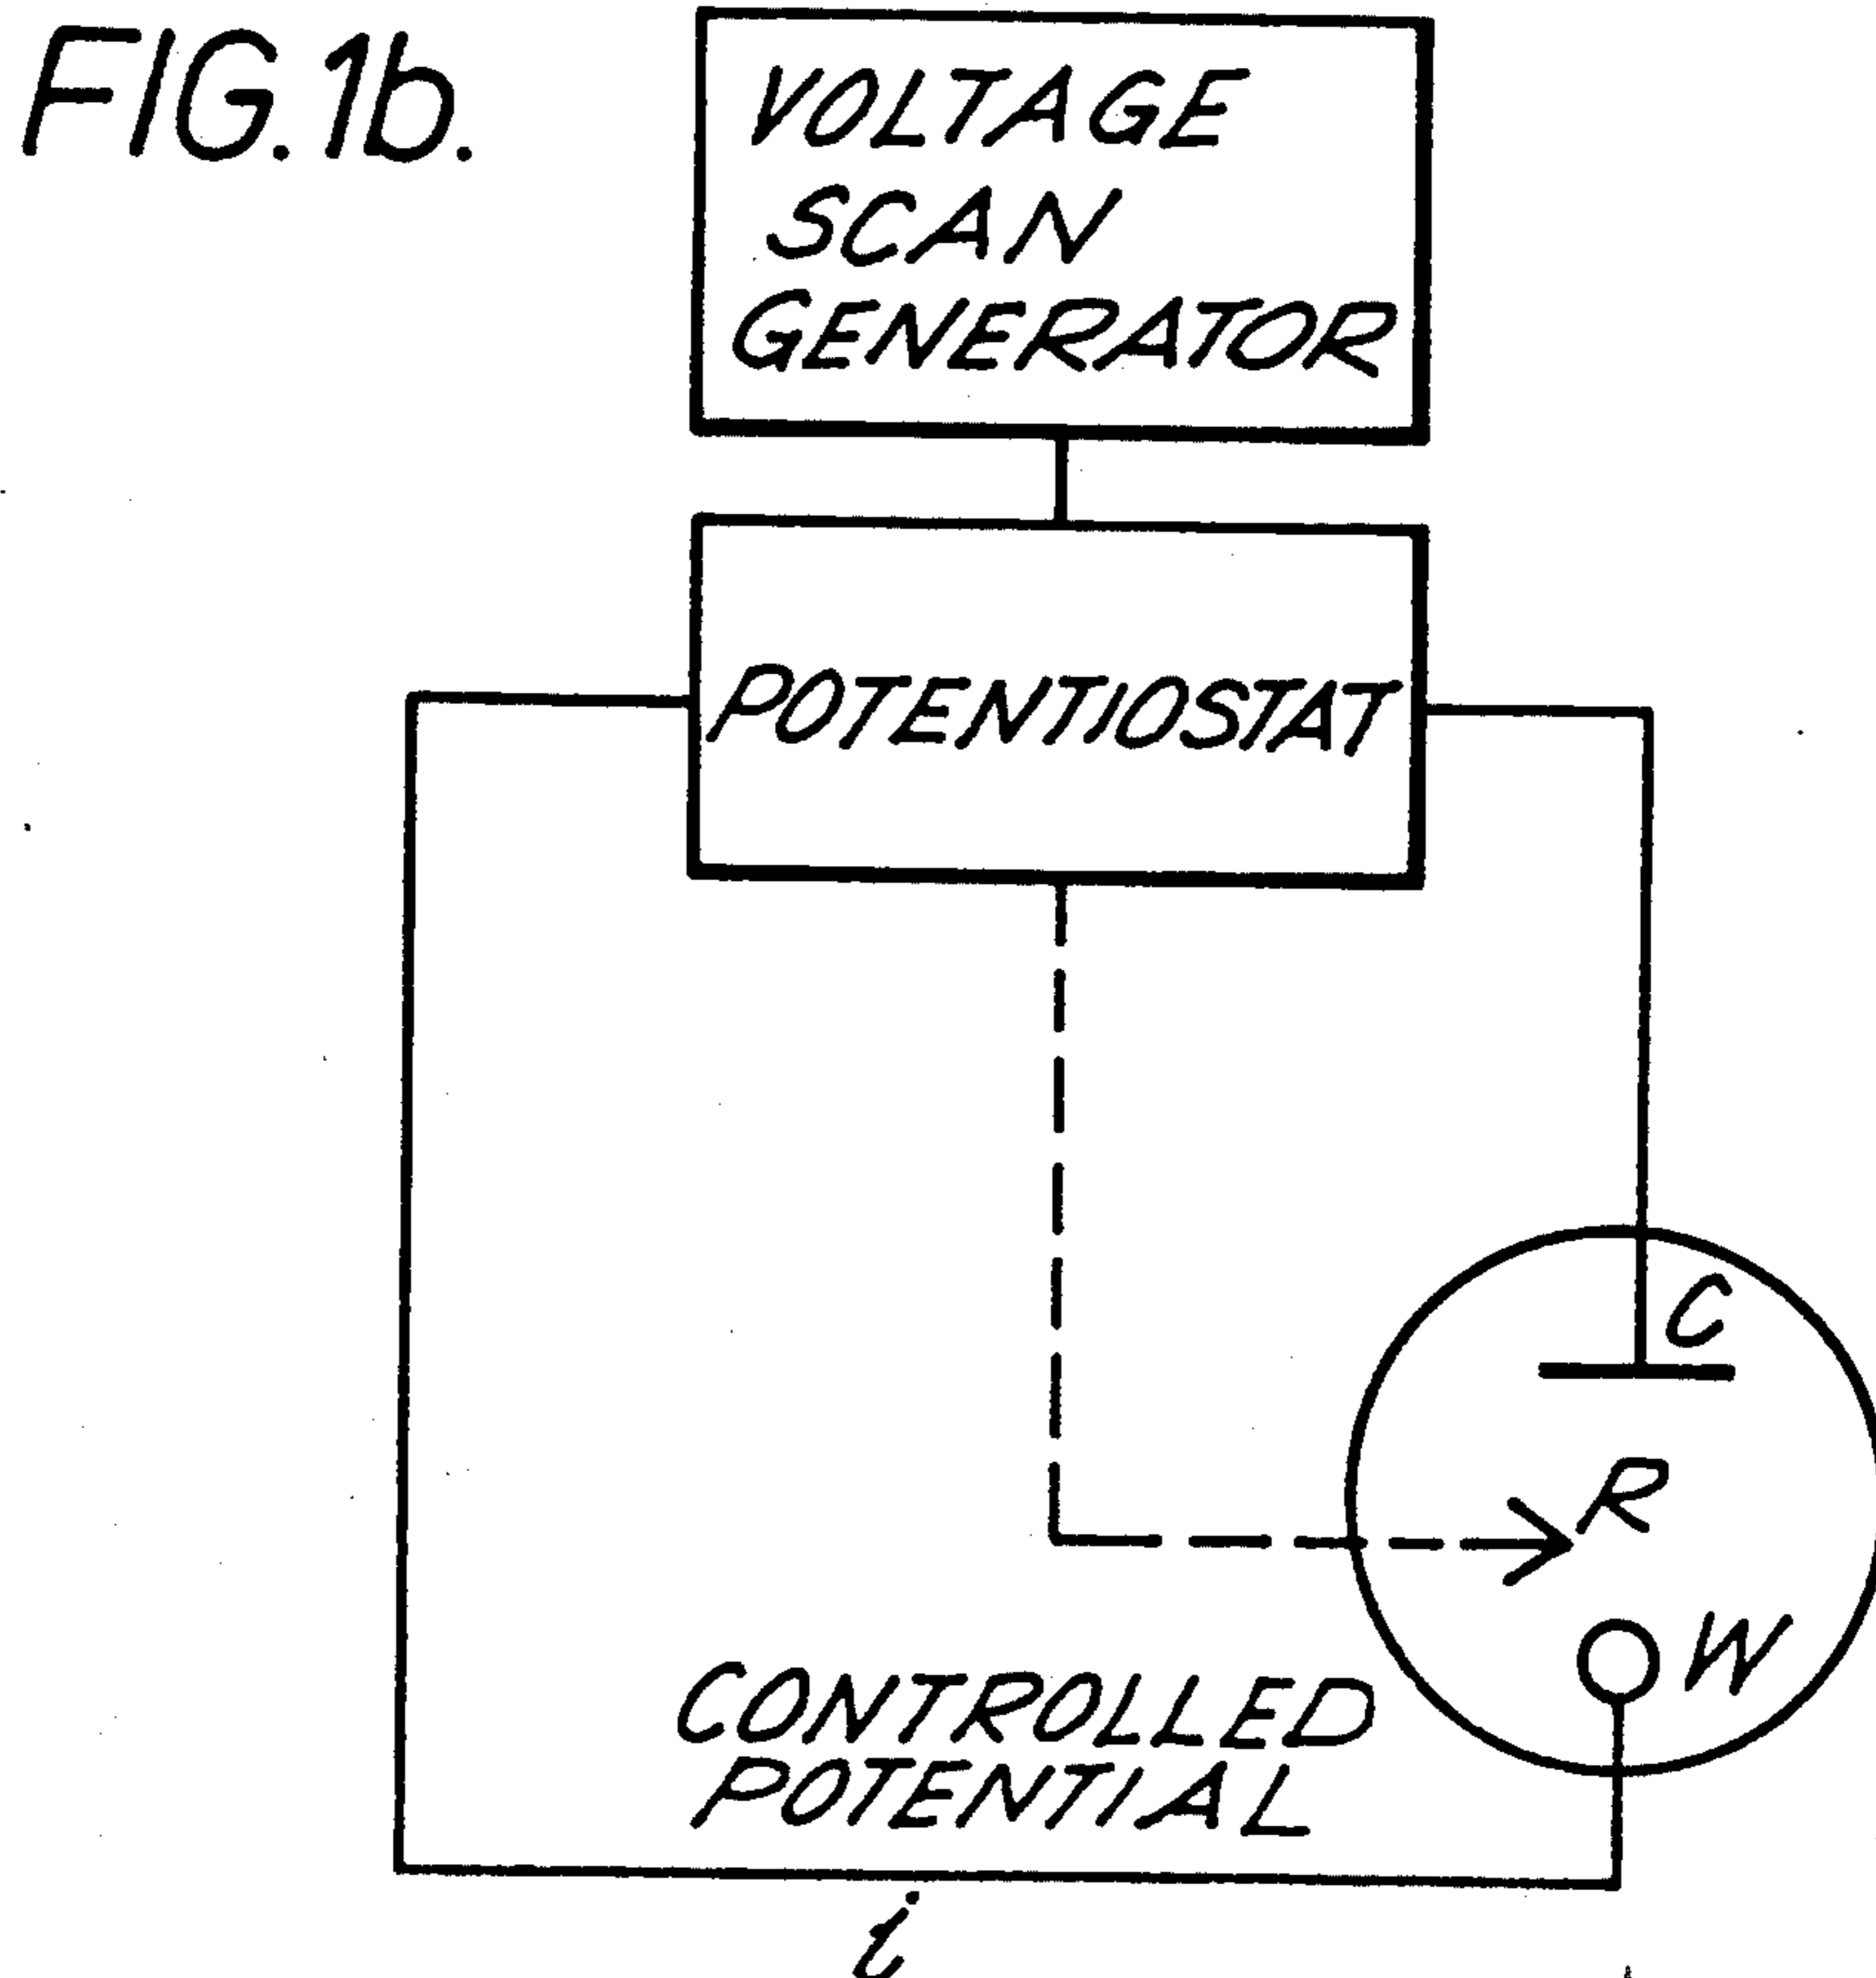 FIG.1b.
VOLTAGE
SCAN
GENERATOR
POTENTIOSTAT
C
R
W
CONTROLLED
POTENTIAL
i